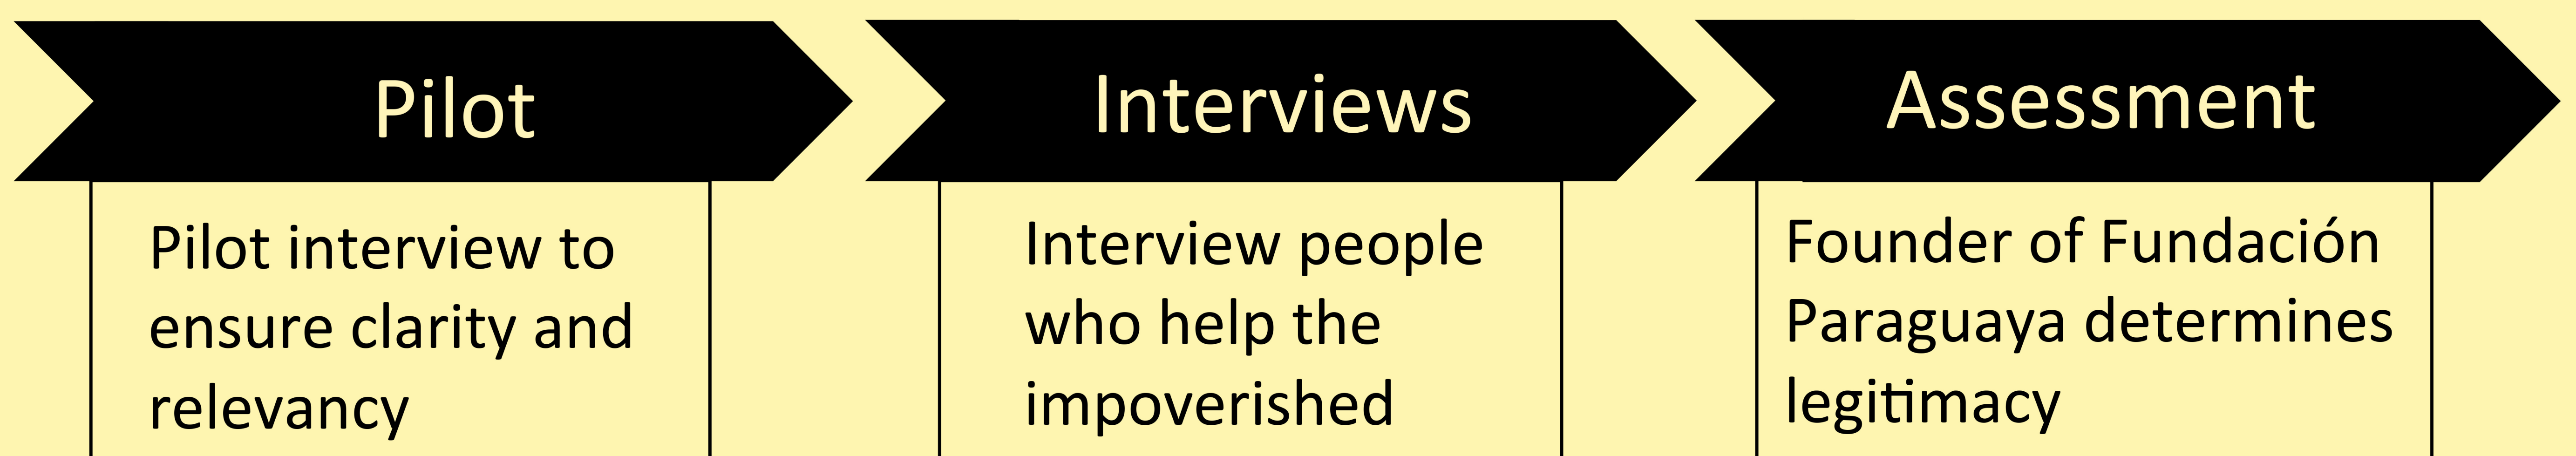 Pilot
Pilot interview to
ensure clarity and
relevancy
Interviews
Interview people
who help the
impoverished
Assessment
Founder of Fundación
Paraguaya determines
legitimacy